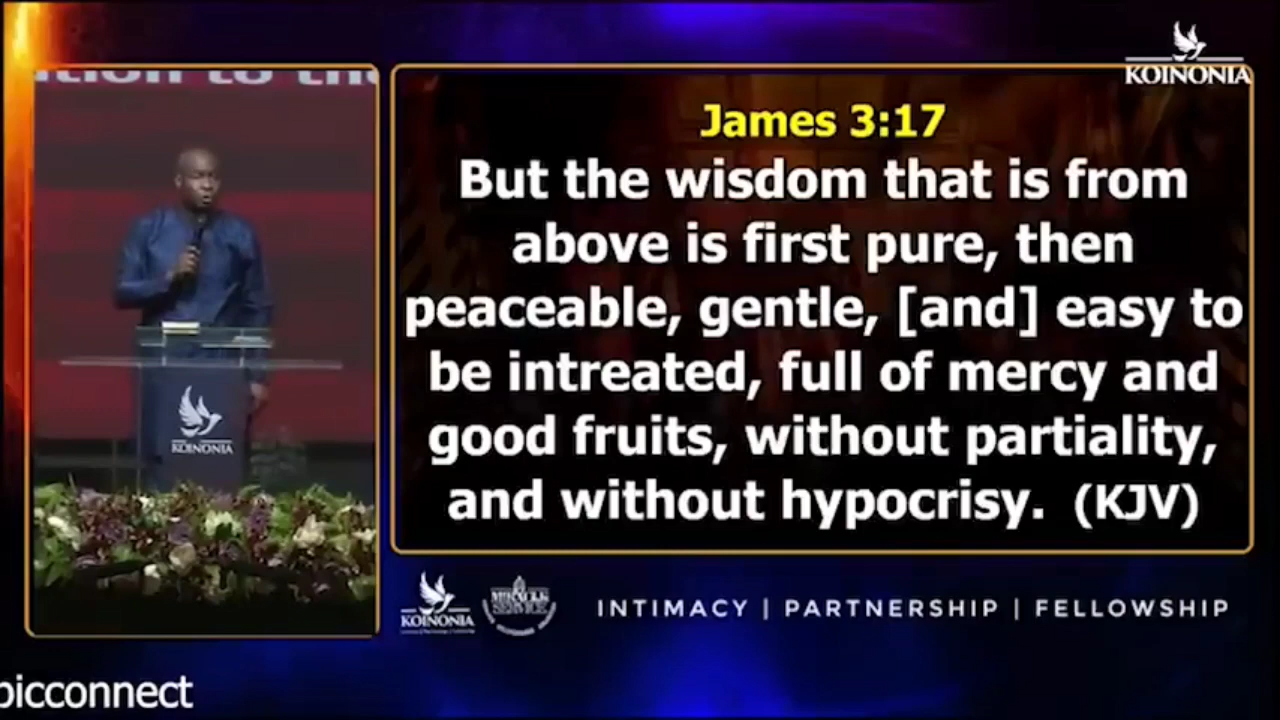 KOINONIA
James 3:17
But the wisdom that is from
above is first pure, then
peaceable, gentle, [and] easy to
be intreated, full of mercy and
good fruits, without partiality,
and without hypocrisy. (KJV)
KOINONIA
KOINONIA
MIRACLE
SERVICE
INTIMACY | PARTNERSHIP | FELLOWSHIP
picconnect